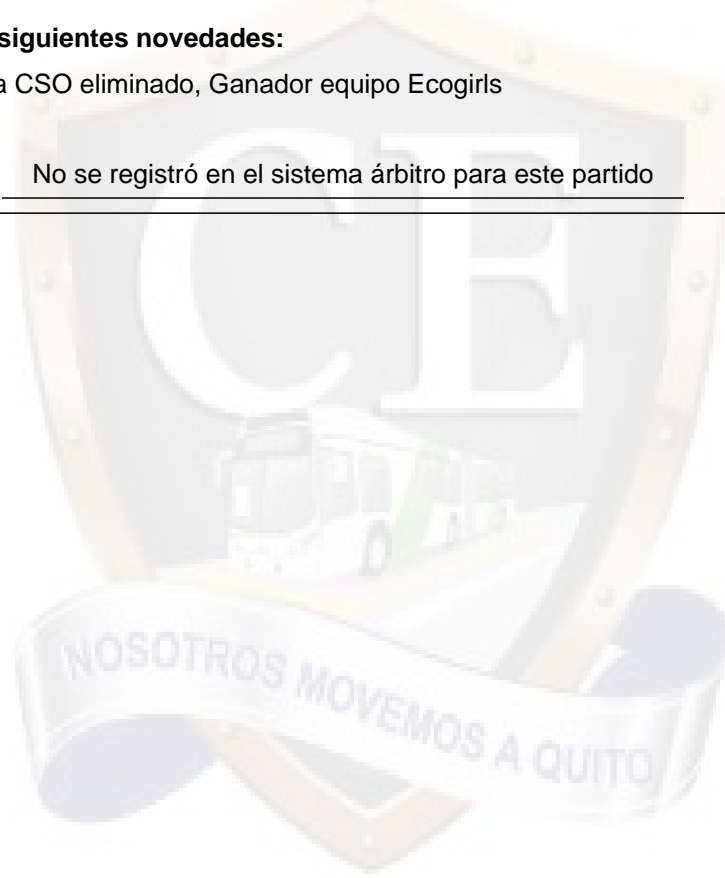 siguientes novedades:
a CSO eliminado, Ganador equipo Ecogirls
No se registró en el sistema árbitro para este partido
CE
NOSOTROS MOVEMOS A QUITO